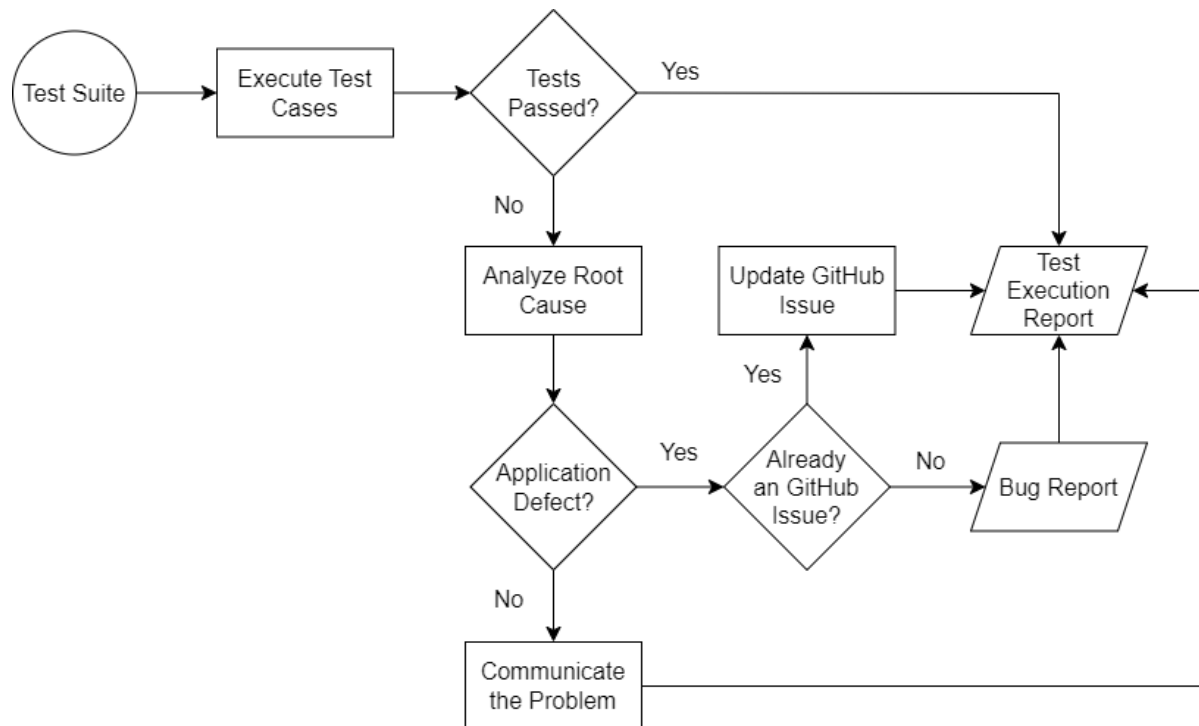 Test Suite
Execute Test
Cases
Tests
Passed?
Yes
No
Analyze Root
Cause
Update GitHub
Issue
Test
Execution
Report
Yes
Application
Defect?
Yes
Already
an GitHub
Issue?
No
Bug Report
No
Communicate
the Problem